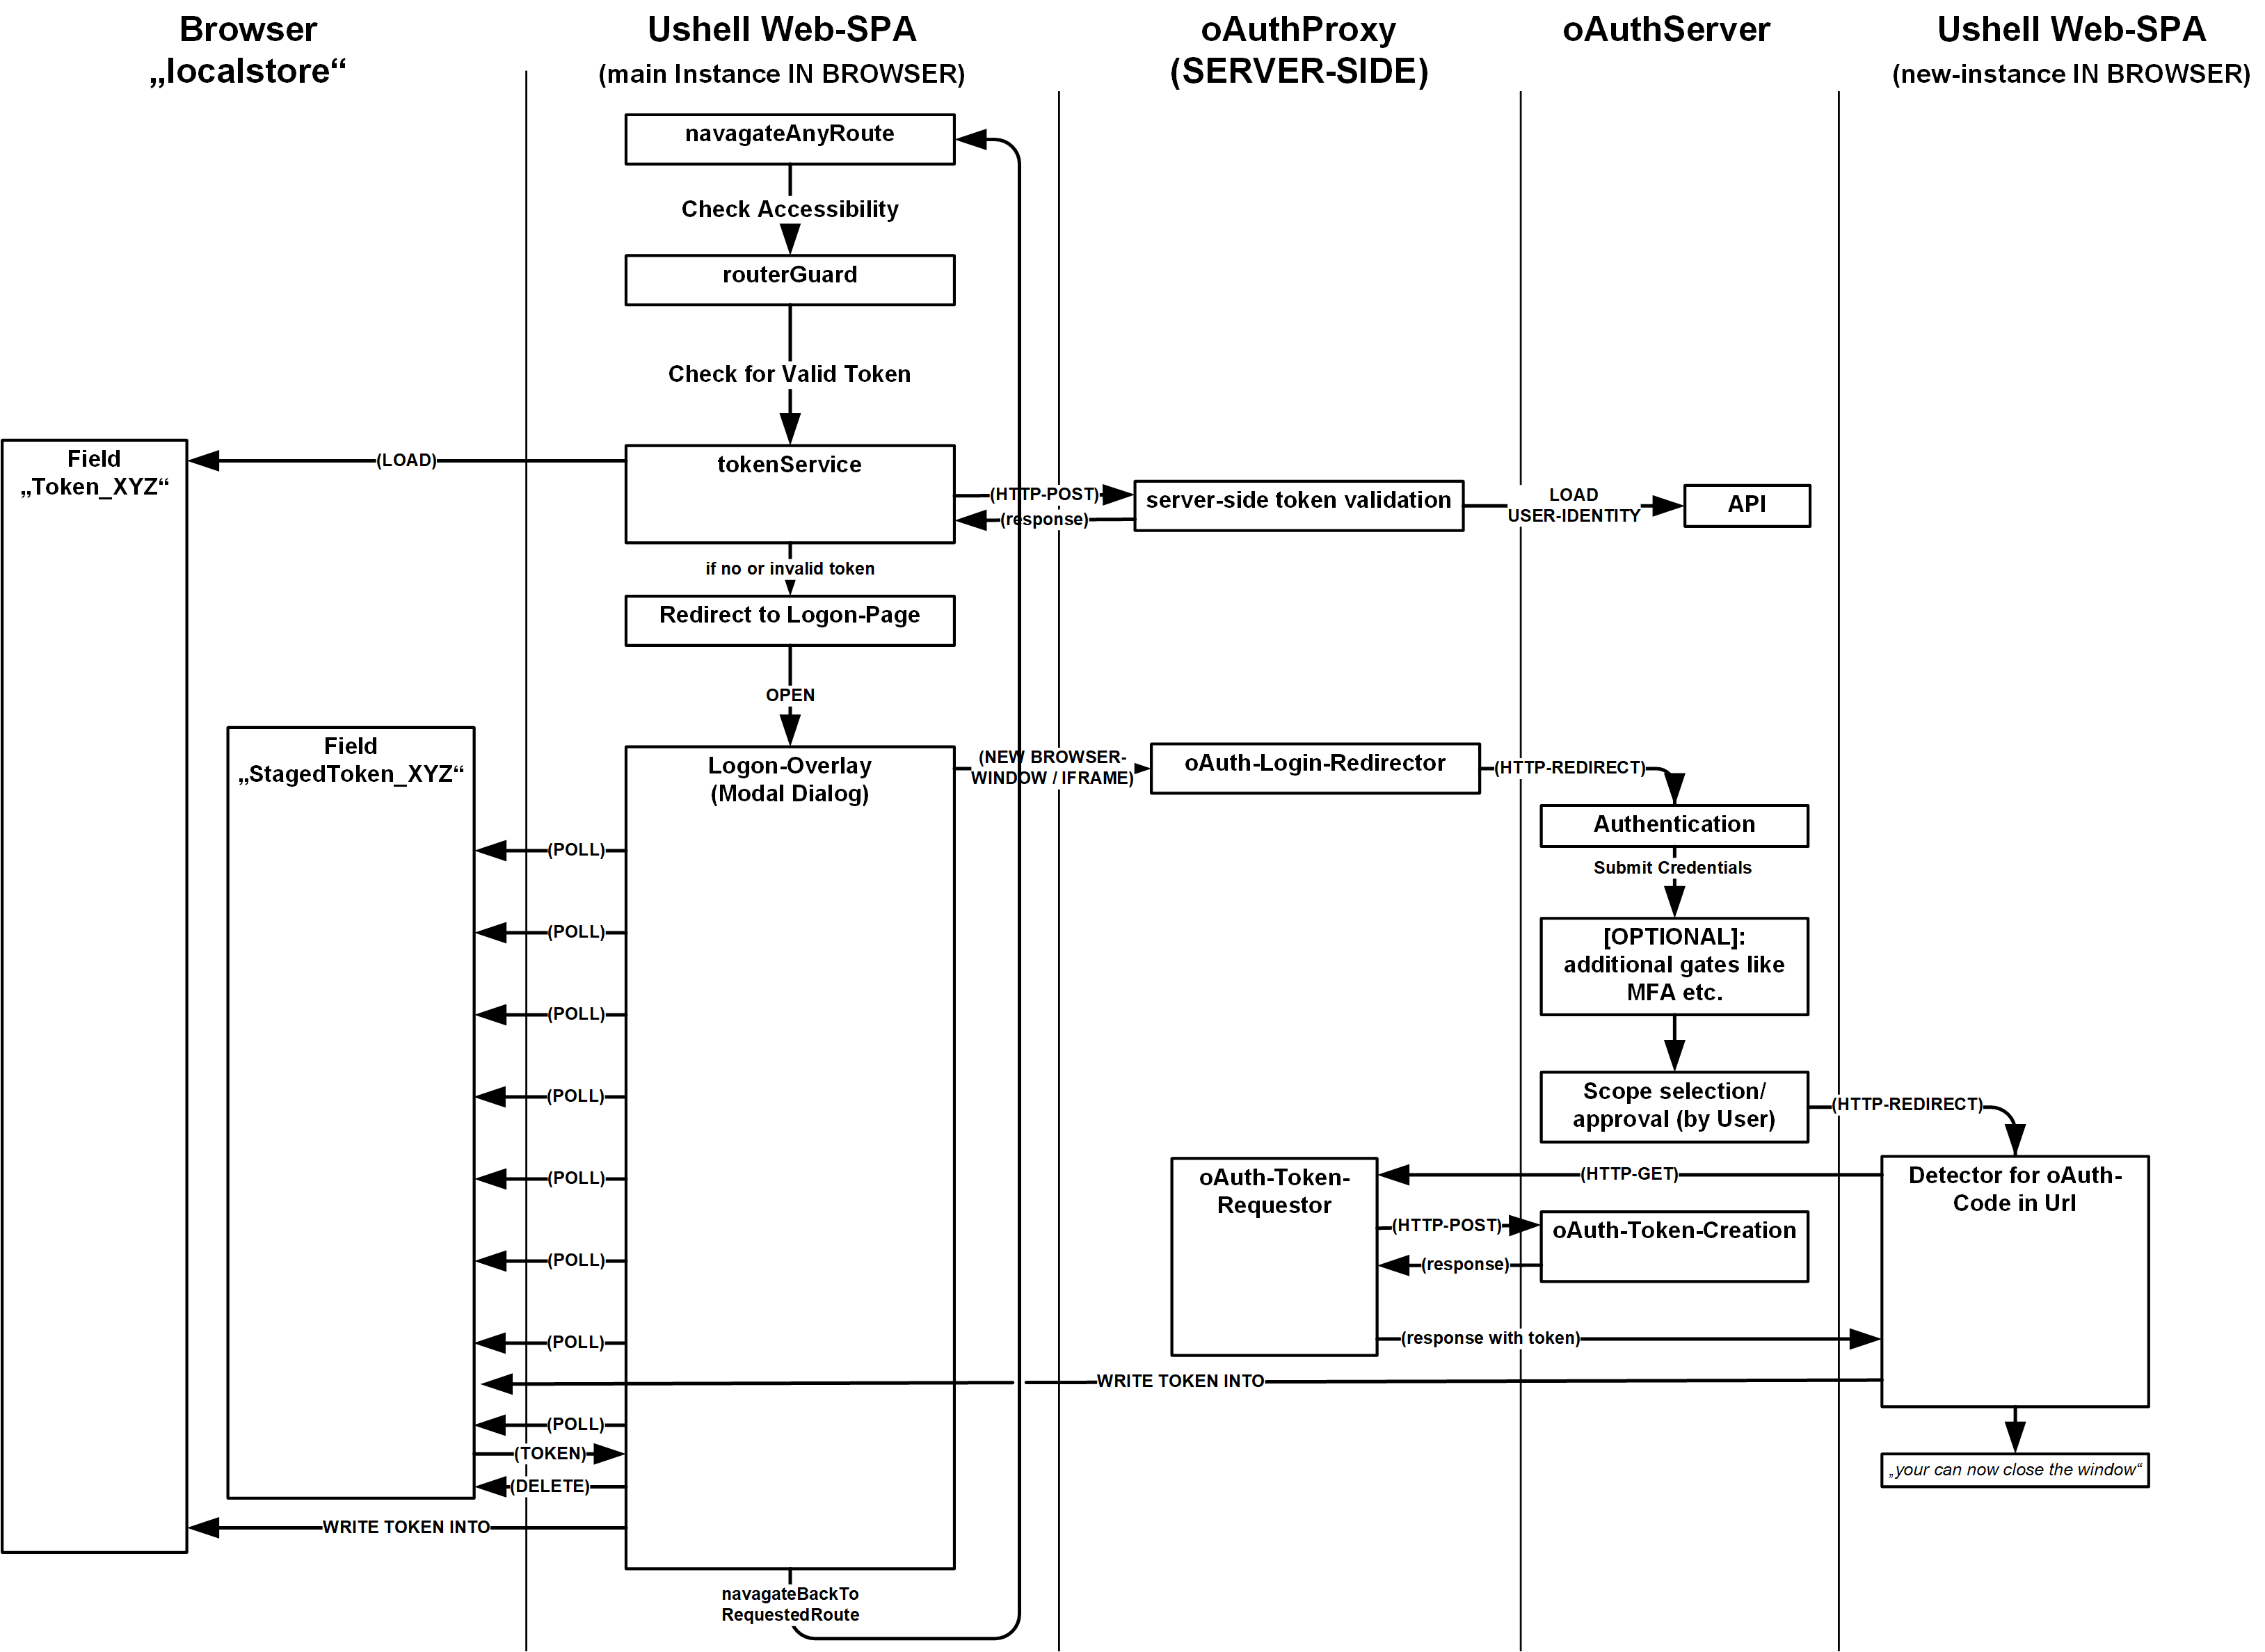 Browser
„localstore“
Ushell Web-SPA
(main Instance IN BROWSER)
oAuthProxy
(SERVER-SIDE)
oAuthServer
Ushell Web-SPA
(new-instance IN BROWSER)
navagateAnyRoute
Check Accessibility
routerGuard
Check for Valid Token
Field
„Token_XYZ“
(LOAD)
tokenService
(HTTP-POST)
(response)
server-side token validation
LOAD
USER-IDENTITY
API
if no or invalid token
Redirect to Logon-Page
OPEN
Field
„StagedToken_XYZ“
Logon-Overlay
(Modal Dialog)
(NEW BROWSER-
WINDOW / IFRAME)
oAuth-Login-Redirector
(HTTP-REDIRECT)
Authentication
Submit Credentials
[OPTIONAL]:
additional gates like
MFA etc.
Scope selection/
approval (by User)
(HTTP-REDIRECT)
(POLL)
(POLL)
(POLL)
(POLL)
(POLL)
(POLL)
(POLL)
oAuth-Token-
Requestor
(HTTP-GET)
Detector for oAuth-
Code in Url
(HTTP-POST)
oAuth-Token-Creation
(response)
(response with token)
WRITE TOKEN INTO
(POLL)
(TOKEN)
(DELETE)
„your can now close the window“
WRITE TOKEN INTO
navagateBackTo
RequestedRoute